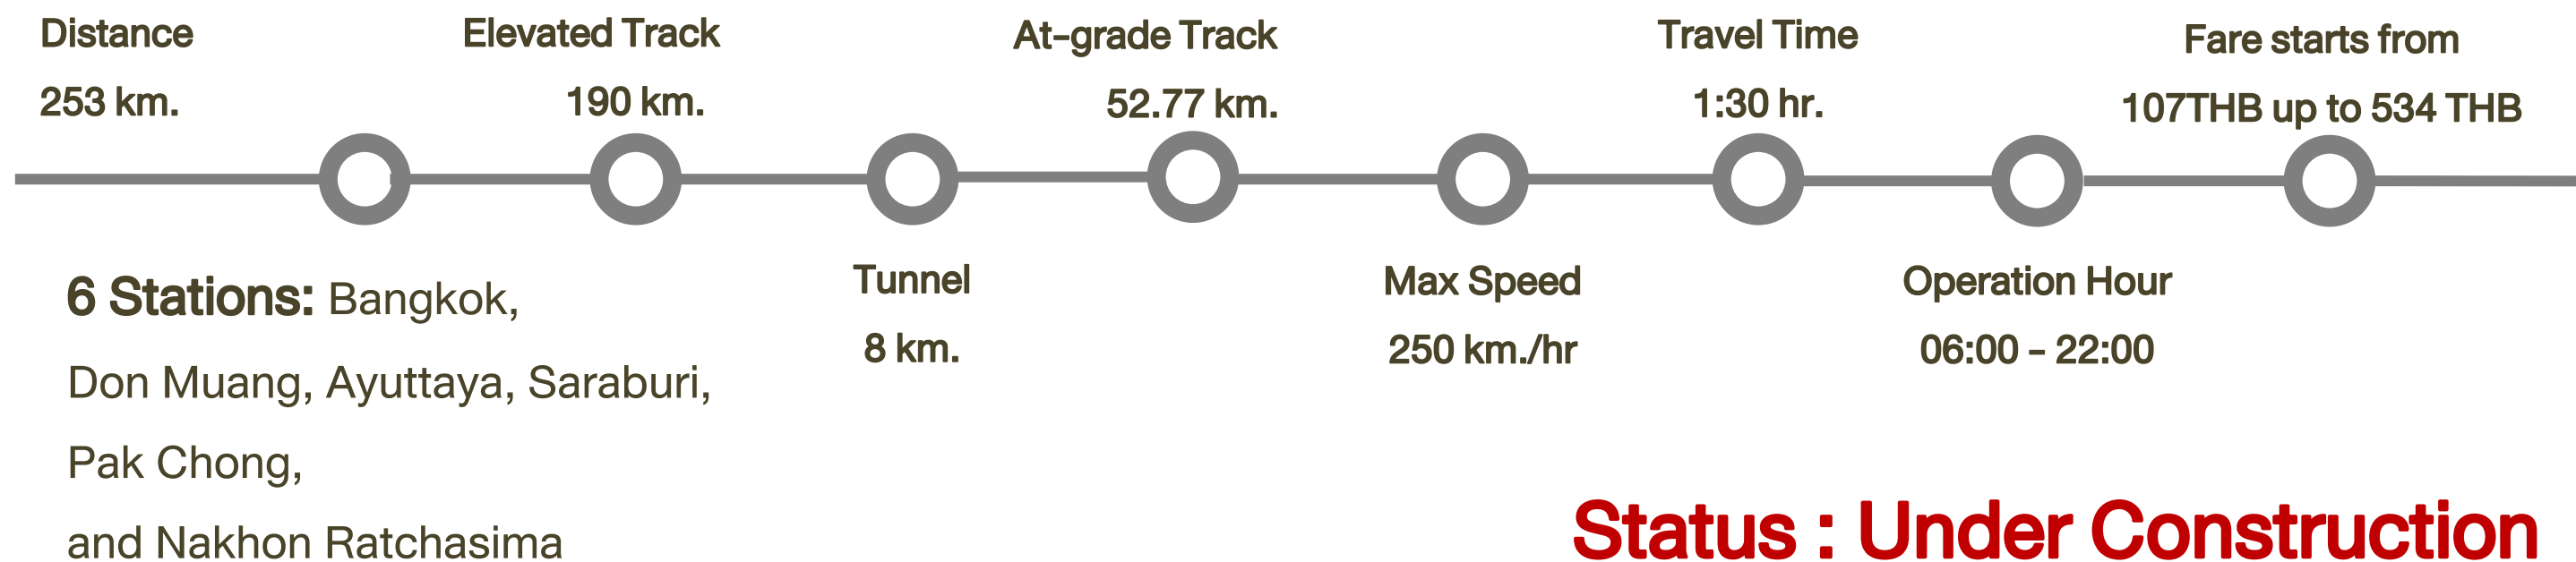 Distance
253 km.
Elevated Track
190 km.
At-grade Track
52.77 km.
Travel Time
1:30 hr.
Fare starts from
107THB up to 534 THB
6 Stations: Bangkok,
Don Muang, Ayuttaya, Saraburi,
Pak Chong,
and Nakhon Ratchasima
Tunnel
8 km.
Max Speed
250 km./hr
Operation Hour
06:00 - 22:00
Status : Under Construction